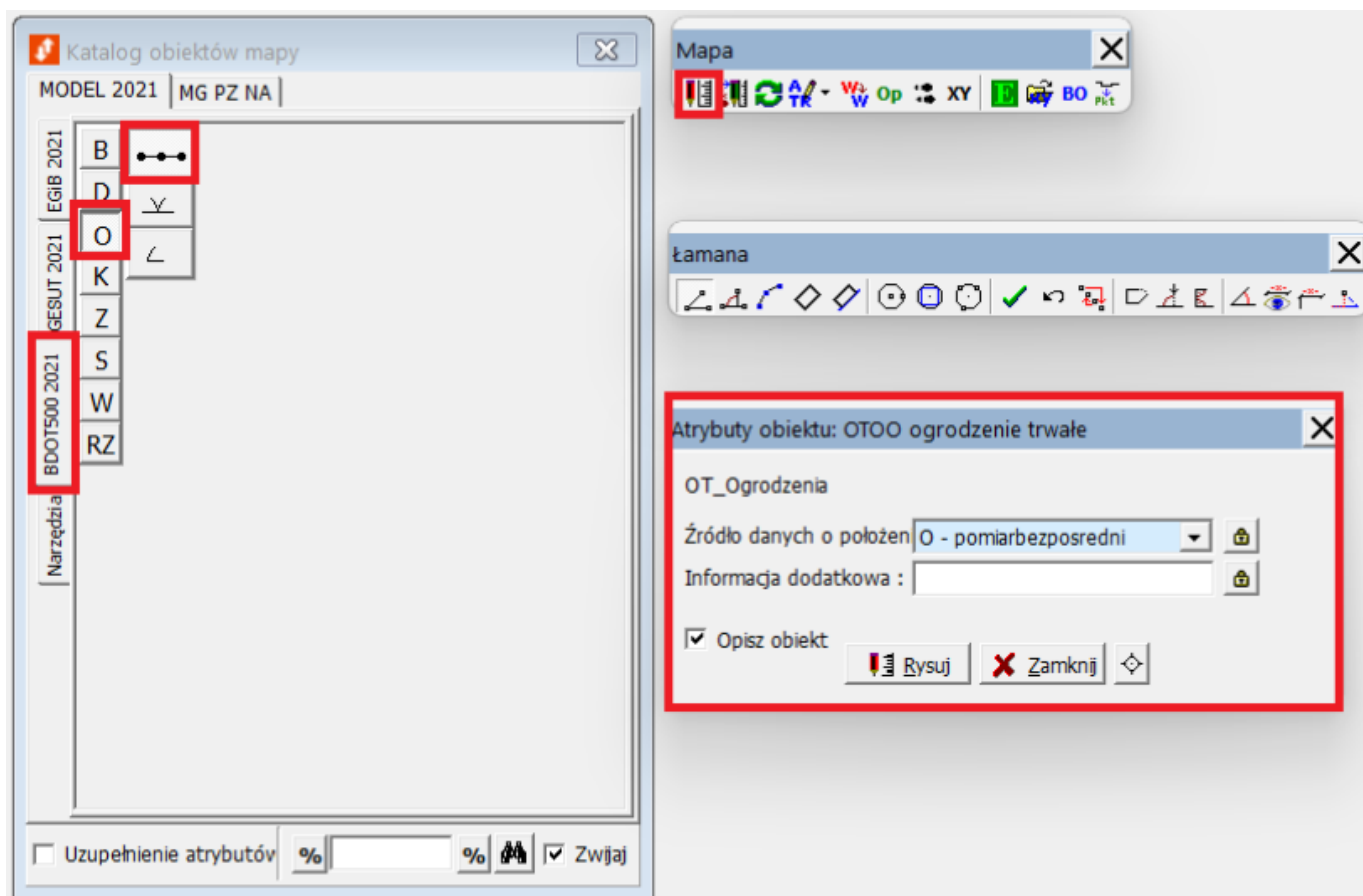 Katalog obiektów mapy
MODEL 2021
MG PZ NA
EGiB 2021
GESUT 2021
BDOT500 2021
Narzędzia
B
D
O
K
Z
S
W
RZ
Uzupełnienie atrybutów
%
%
Zwijaj
Mapa
A
TR
W
W
Op
XY
E
BO
Pkt
Łamana
Atrybuty obiektu: OTOO ogrodzenie trwałe
OT_Ogrodzenia
Źródło danych o położen
O - pomiarbezposredni
Informacja dodatkowa :
Opisz obiekt
Rysuj
Zamknij